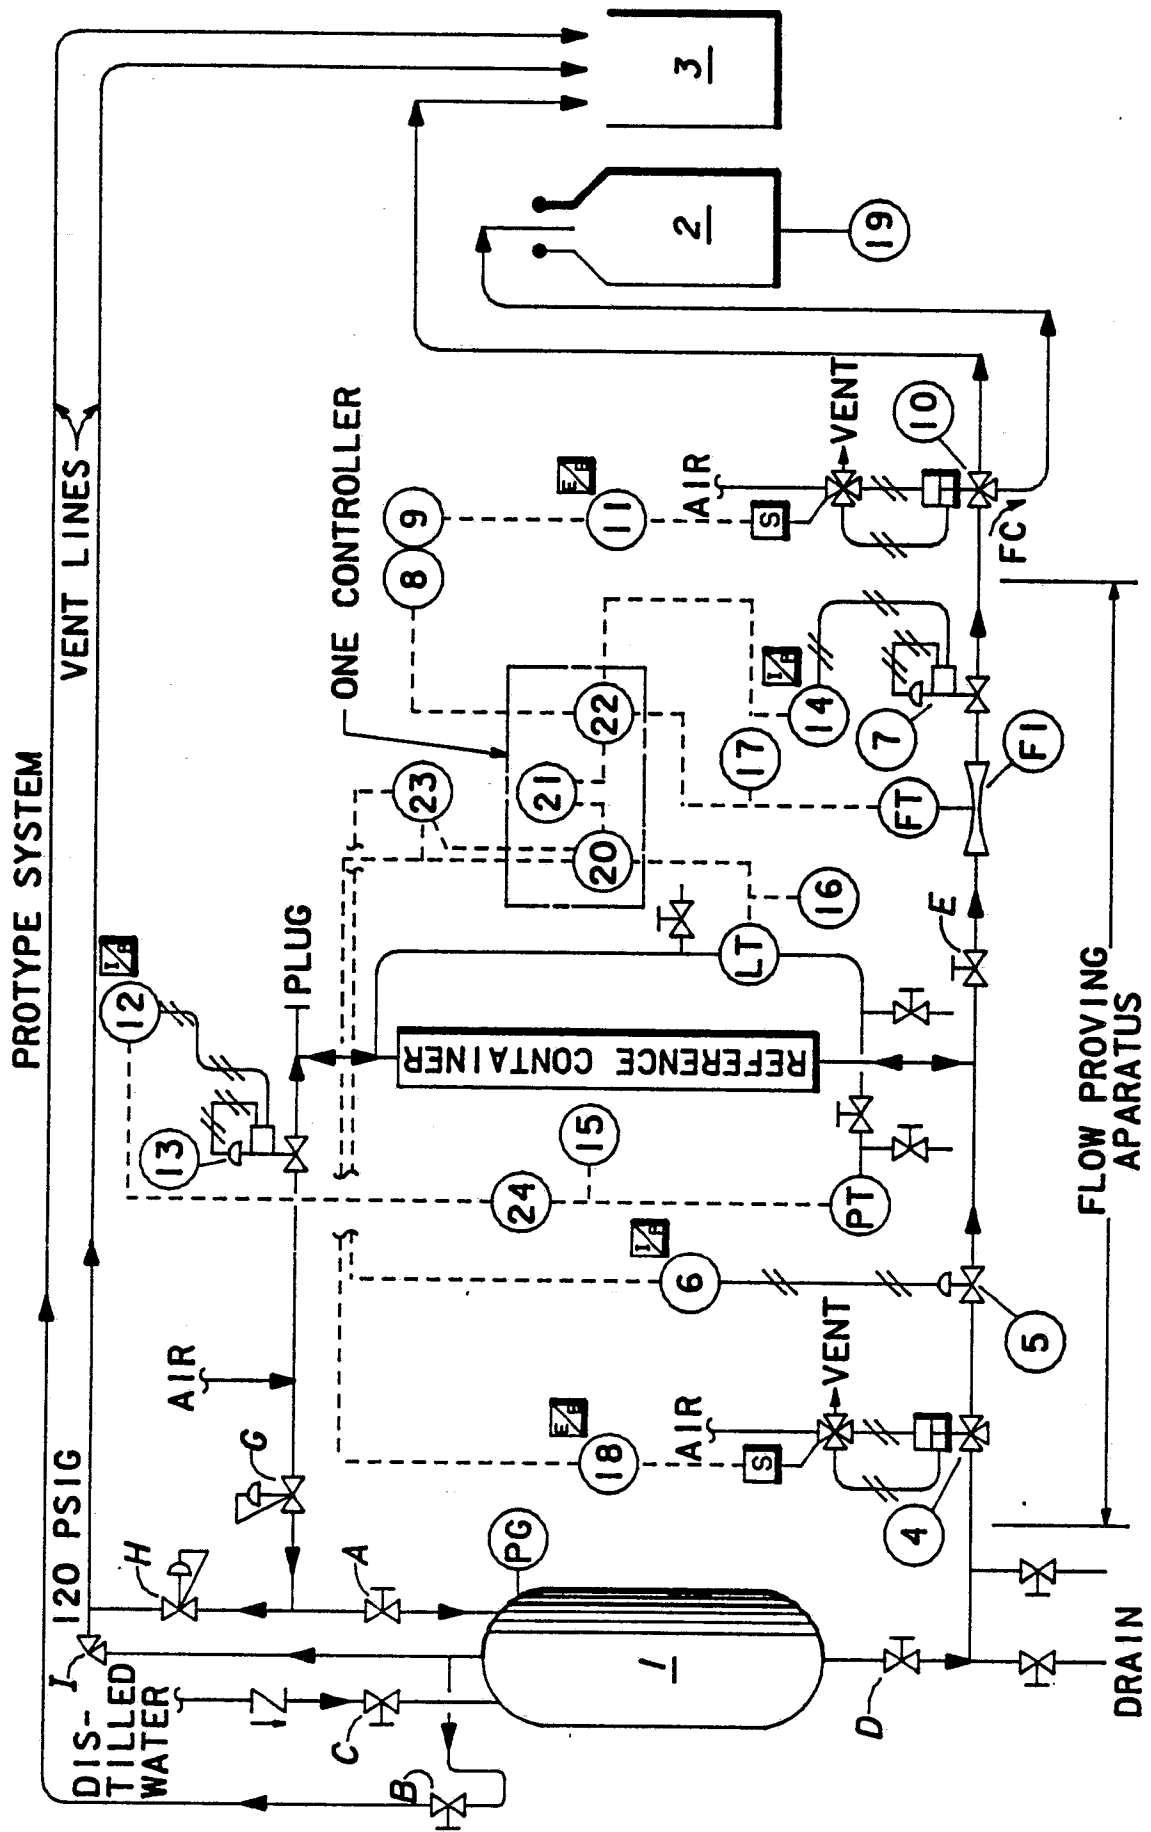 PROTYPE SYSTEM
VENT LINES
3
2
19
120 PSIG
I
H
G
AIR
DIS-
TILLED
WATER
C
B
A
PG
1
D
DRAIN
13
12
I
PLUG
ONE CONTROLLER
23
21
20
22
8
9
11
E
S
AIR
VENT
10
FC
REFERENCE CONTAINER
LT
16
17
14
I
7
FT
F1
E
15
24
PT
6
I
5
18
E
S
AIR
VENT
4
FLOW PROVING
APPARATUS